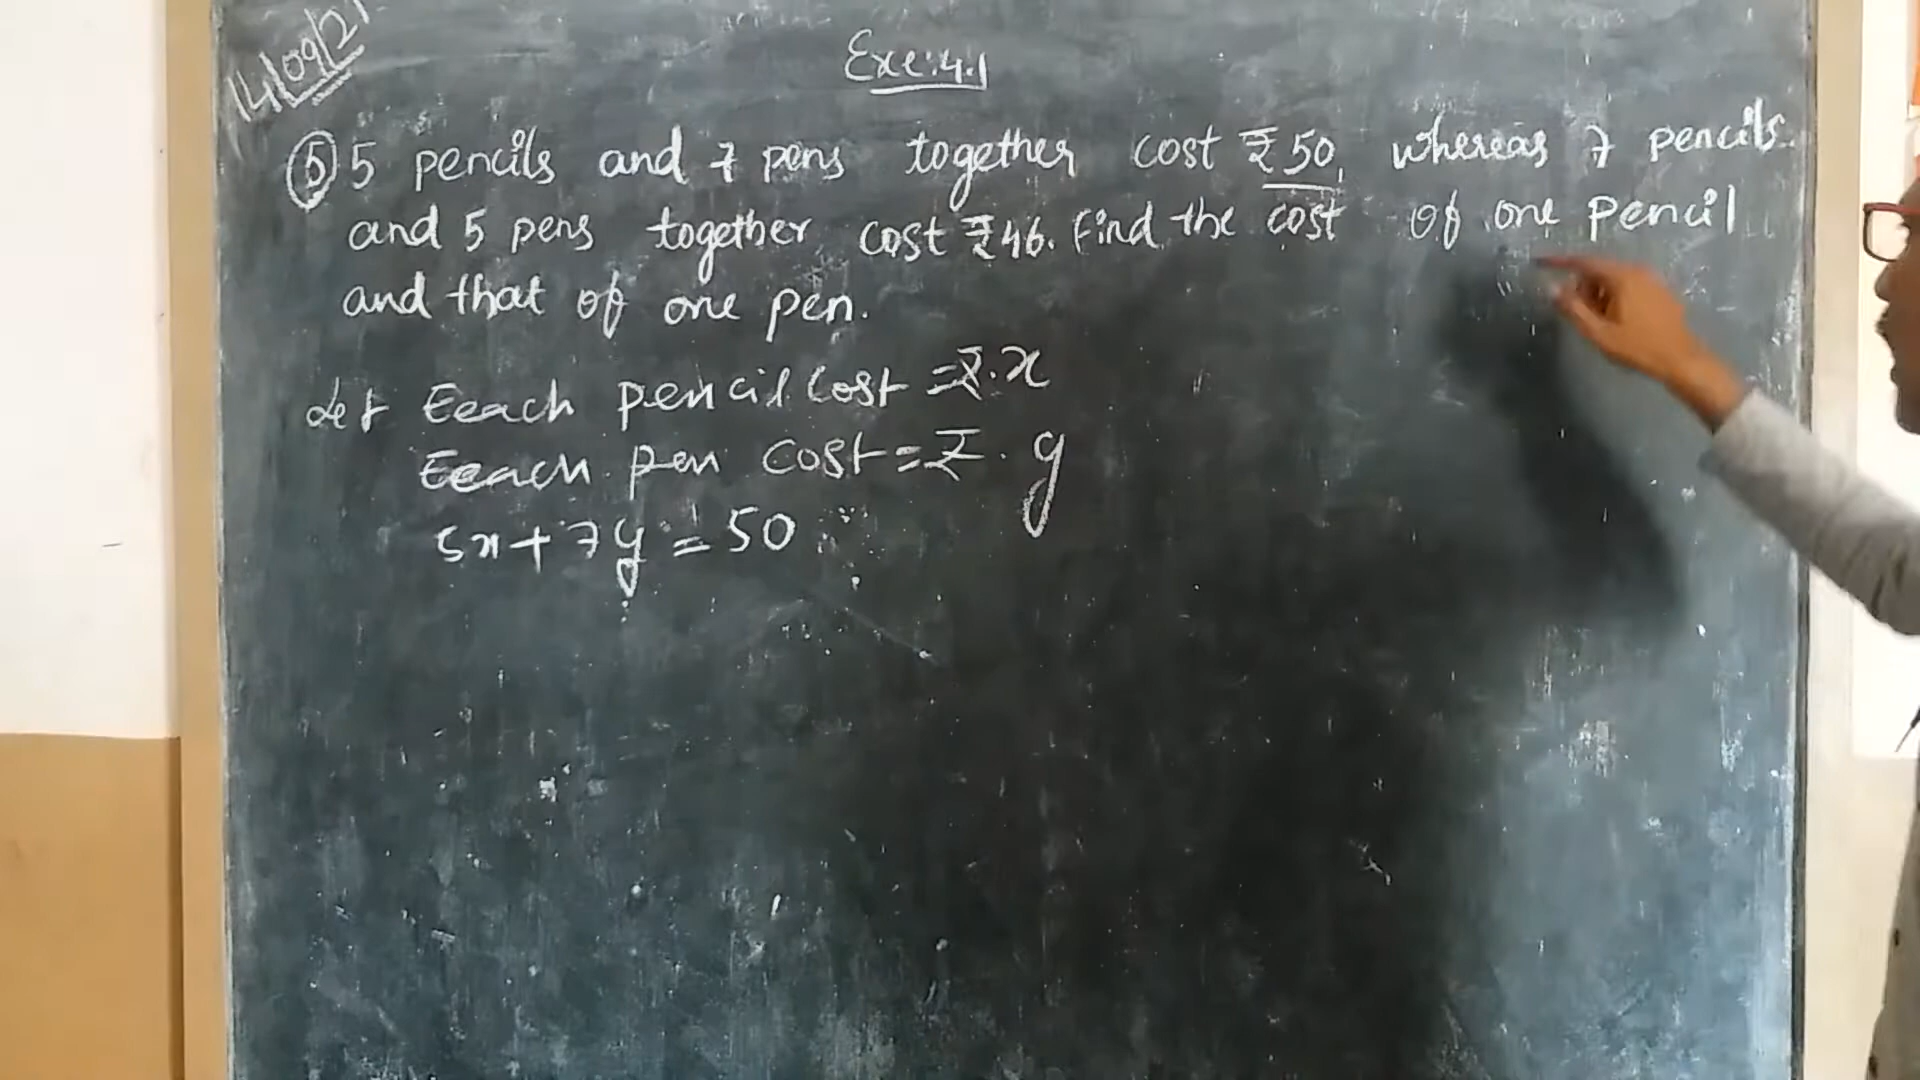 14/09/21
Exe:4.1
(b) 5 pencils and 7 pens together cost ₹50, whereas 7 pencils
and 5 pens together cost ₹46. Find the cost of one pencil
and that of one pen.
Let Eeach pencil cost = ₹.x
Eeach pen cost = ₹. y
5x + 7y = 50